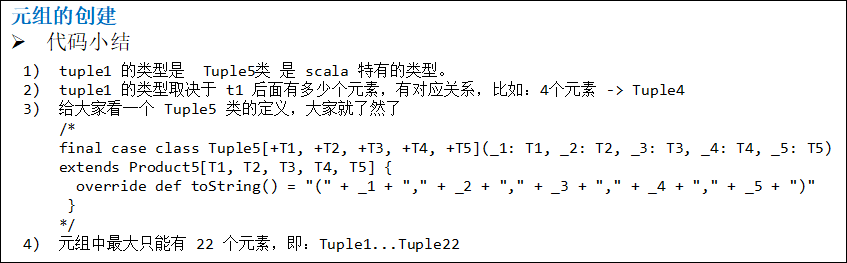 元组的创建
➢ 代码小结
1) tuple1 的类型是 Tuple5类 是 scala 特有的类型。
2) tuple1 的类型取决于 t1 后面有多少个元素，有对应关系，比如：4个元素 -> Tuple4
3) 给大家看一个 Tuple5 类的定义，大家就了然了
/*
final case class Tuple5[+T1, +T2, +T3, +T4, +T5](_1: T1, _2: T2, _3: T3, _4: T4, _5: T5)
extends Product5[T1, T2, T3, T4, T5] {
override def toString() = "(" + _1 + "," + _2 + "," + _3 + "," + _4 + "," + _5 + ")"
}
*/
4) 元组中最大只能有 22 个元素，即：Tuple1...Tuple22